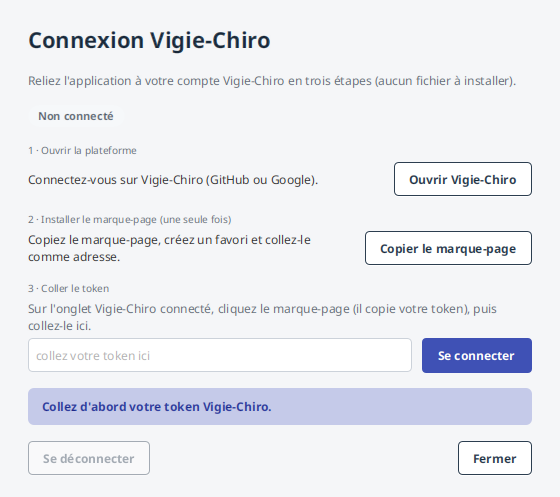 Connexion Vigie-Chiro
Reliez l'application à votre compte Vigie-Chiro en trois étapes (aucun fichier à installer).
Non connecté
1 · Ouvrir la plateforme
Connectez-vous sur Vigie-Chiro (GitHub ou Google).
Ouvrir Vigie-Chiro
2 · Installer le marque-page (une seule fois)
Copiez le marque-page, créez un favori et collez-le
comme adresse.
Copier le marque-page
3 · Coller le token
Sur l'onglet Vigie-Chiro connecté, cliquez le marque-page (il copie votre token), puis
collez-le ici.
collez votre token ici
Se connecter
Collez d'abord votre token Vigie-Chiro.
Se déconnecter
Fermer